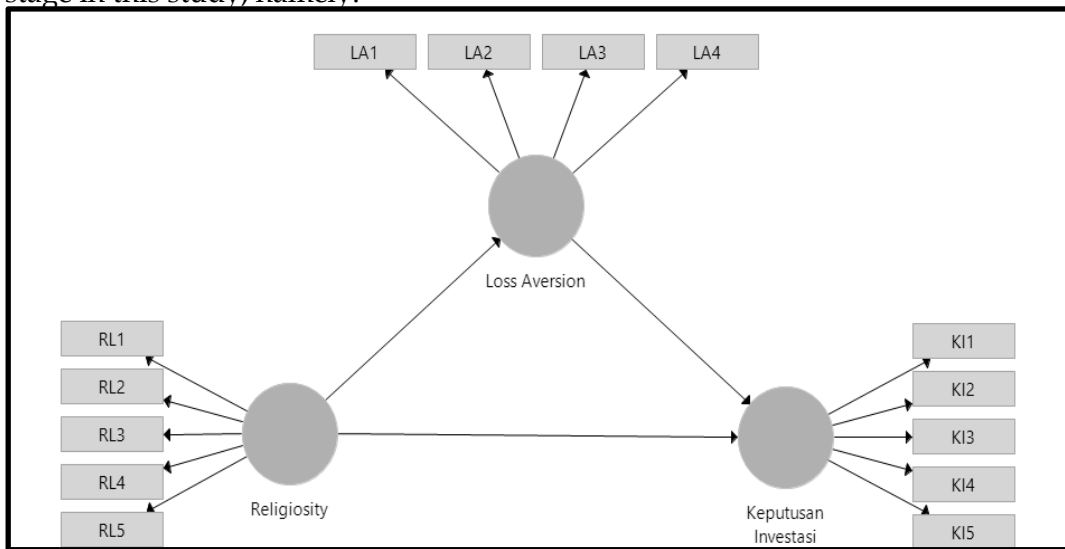 stage in this study, namely:
LA1
LA2
LA3
LA4
Loss Aversion
RL1
RL2
RL3
RL4
RL5
Religiosity
KI1
KI2
KI3
KI4
KI5
Keputusan
Investasi